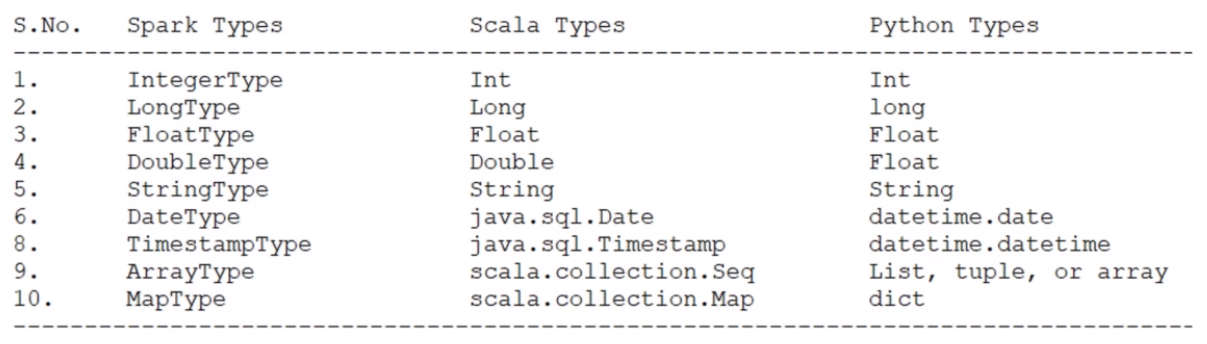 S.No. Spark Types Scala Types Python Types
--------------------------------------------------------------------------------
1. IntegerType Int Int
2. LongType Long long
3. FloatType Float Float
4. DoubleType Double Float
5. StringType String String
6. DateType java.sql.Date datetime.date
8. TimestampType java.sql.Timestamp datetime.datetime
9. ArrayType scala.collection.Seq List, tuple, or array
10. MapType scala.collection.Map dict
--------------------------------------------------------------------------------